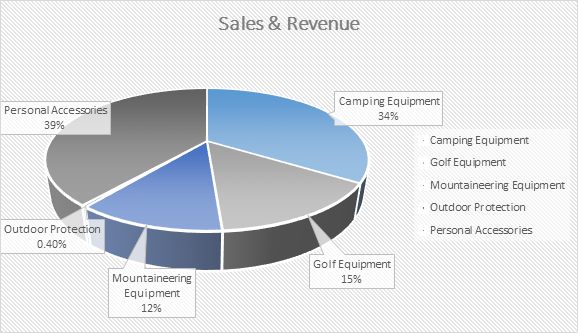 Sales & Revenue
Personal Accessories
39%
Camping Equipment
34%
Camping Equipment
Golf Equipment
Mountaineering Equipment
Outdoor Protection
Personal Accessories
Outdoor Protection
0.40%
Mountaineering
Equipment
12%
Golf Equipment
15%